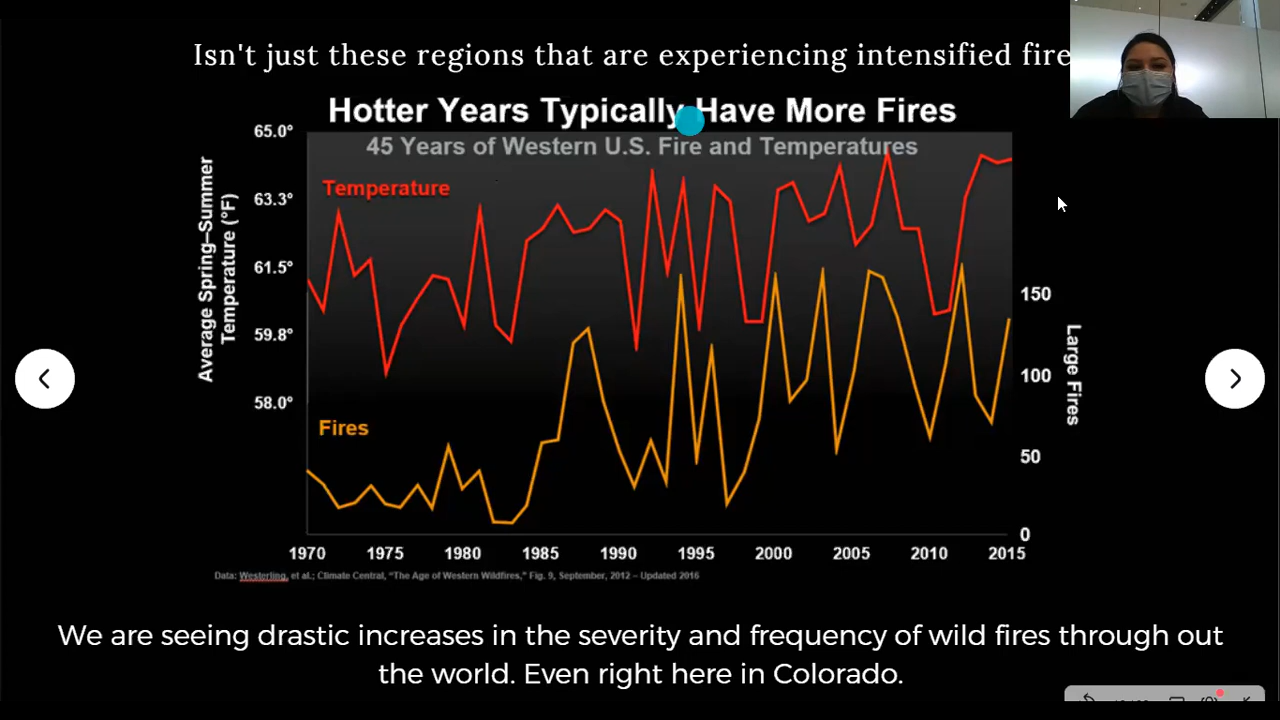 Isn't just these regions that are experiencing intensified fire
Hotter Years Typically Have More Fires
45 Years of Western U.S. Fire and Temperatures
65.0°
63.3°
61.5°
59.8°
58.0°
Average Spring–Summer
Temperature (°F)
Temperature
Fires
150
100
50
0
Large Fires
1970 1975 1980 1985 1990 1995 2000 2005 2010 2015
Data: Westerling, et al.; Climate Central, "The Age of Western Wildfires," Fig. 9, September, 2012 – Updated 2016
We are seeing drastic increases in the severity and frequency of wild fires through out
the world. Even right here in Colorado.